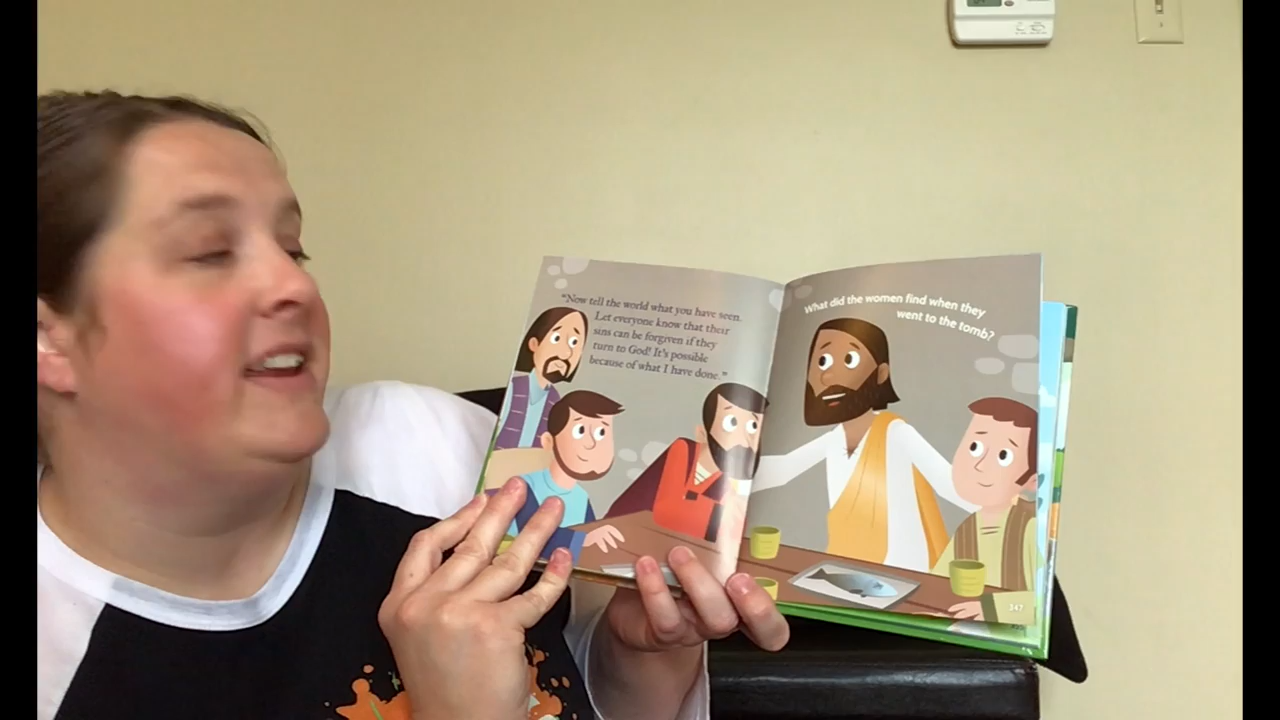 "Now tell the world what you have seen.
Let everyone know that their
sins can be forgiven if they
turn to God! It's possible
because of what I have done."
What did the women find when they
went to the tomb?
347